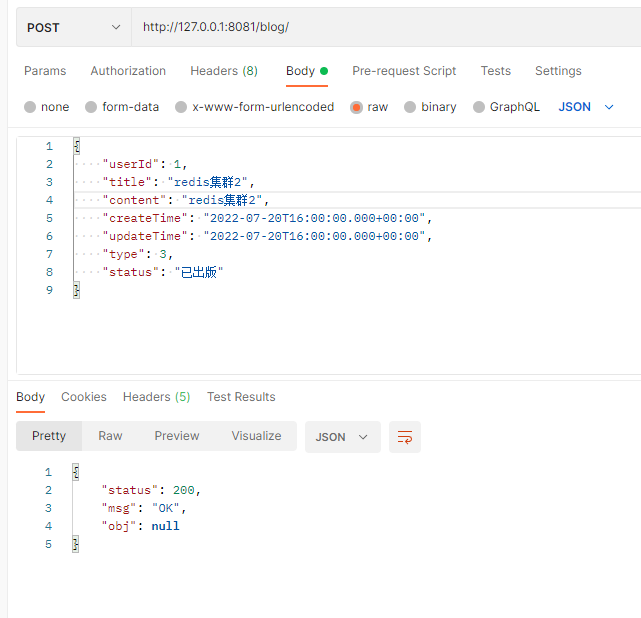 POST http://127.0.0.1:8081/blog/
Params Authorization Headers (8) Body Pre-request Script Tests Settings
none form-data x-www-form-urlencoded raw binary GraphQL JSON
1 {
2 "userId": 1,
3 "title": "redis集群2",
4 "content": "redis集群2",
5 "createTime": "2022-07-20T16:00:00.000+00:00",
6 "updateTime": "2022-07-20T16:00:00.000+00:00",
7 "type": 3,
8 "status": "已出版"
9 }
Body Cookies Headers (5) Test Results
Pretty Raw Preview Visualize JSON
1 {
2 "status": 200,
3 "msg": "OK",
4 "obj": null
5 }